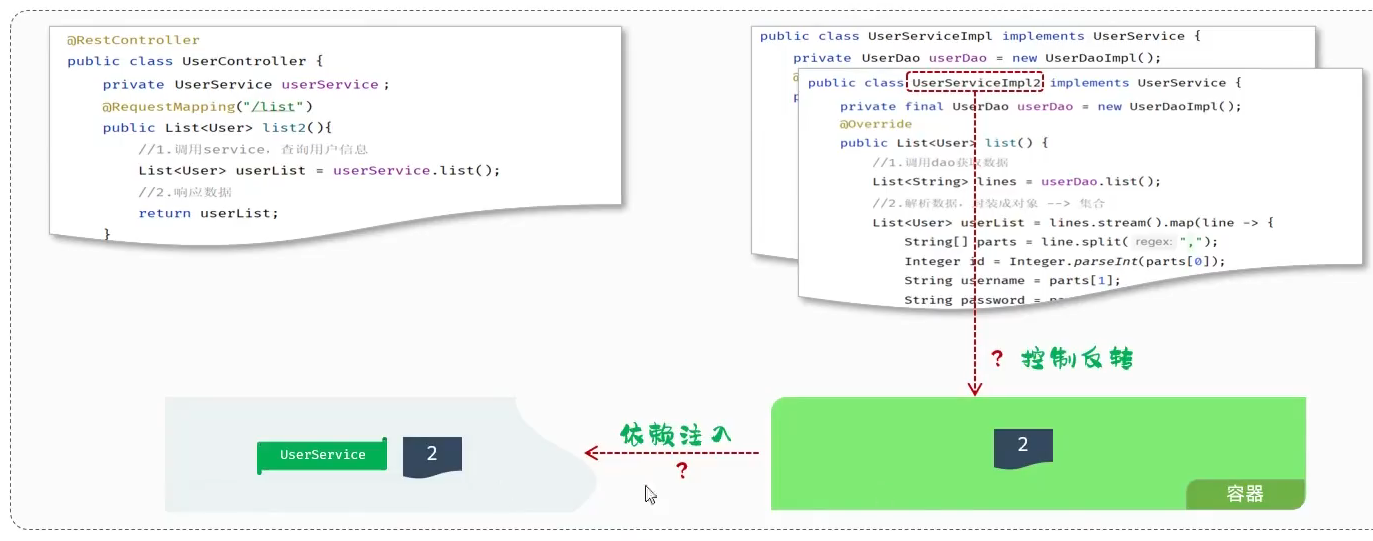 @RestController
public class UserController {
private UserService userService;
@RequestMapping("/list")
public List<User> list2(){
//1.调用service，查询用户信息
List<User> userList = userService.list();
//2.响应数据
return userList;
}
public class UserServiceImpl implements UserService {
private UserDao userDao = new UserDaoImpl();
public class UserServiceImpl2 implements UserService {
private final UserDao userDao = new UserDaoImpl();
@Override
public List<User> list() {
//1.调用dao获取数据
List<String> lines = userDao.list();
//2.解析数据，封装成对象 --> 集合
List<User> userList = lines.stream().map(line -> {
String[] parts = line.split( regex: ",");
Integer id = Integer.parseInt(parts[0]);
String username = parts[1];
String password =
? 控制反转
依赖注入
?
UserService
2
2
容器